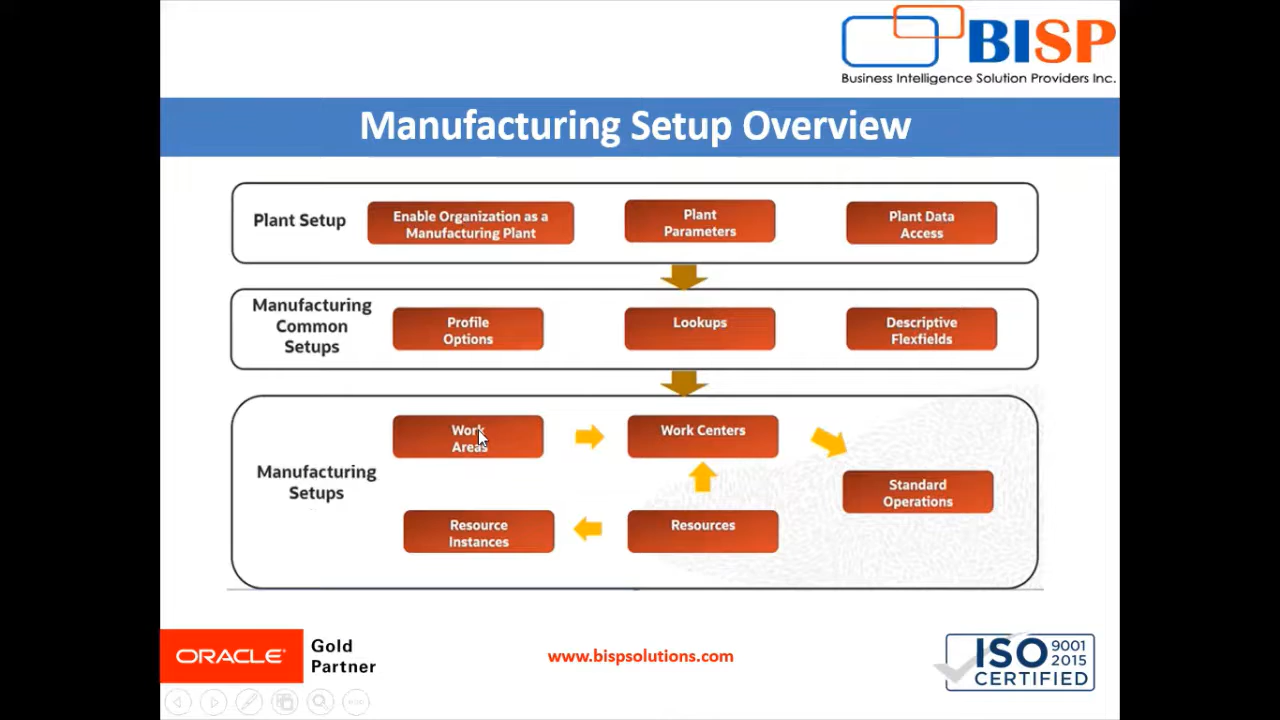 BISP
Business Intelligence Solution Providers Inc.
Manufacturing Setup Overview
Plant Setup
Enable Organization as a
Manufacturing Plant
Plant
Parameters
Plant Data
Access
Manufacturing
Common
Setups
Profile
Options
Lookups
Descriptive
Flexfields
Manufacturing
Setups
Work
Areas
Work Centers
Standard
Operations
Resource
Instances
Resources
ORACLE
Gold
Partner
www.bispsolutions.com
ISO 9001
2015
CERTIFIED